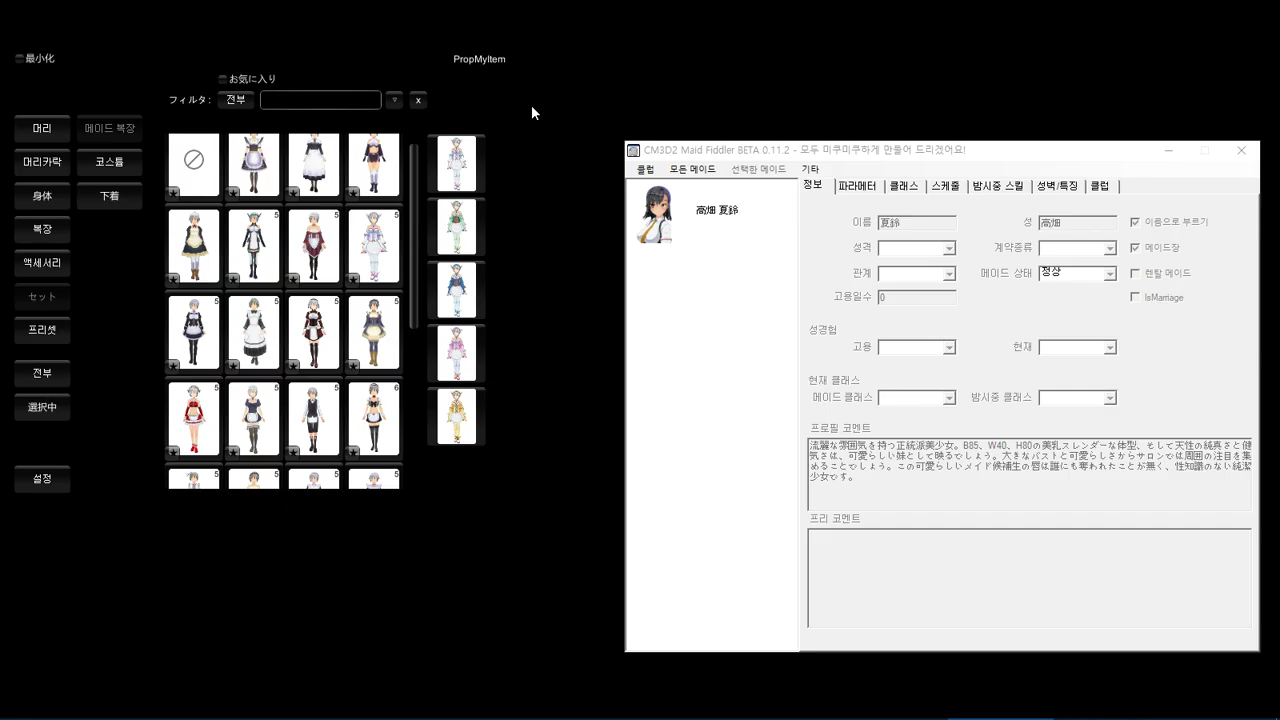 最小化
PropMyItem
お気に入り
フィルタ:
전부
▿
x
머리
메이드 복장
머리카락
코스튬
身体
下着
복장
액세서리
セット
프리셋
전부
選択中
설정
5
5
5
5
5
5
5
6
CM3D2 Maid Fiddler BETA 0.11.2 - 모두 미쿠미쿠하게 만들어 드리겠어요!
클럽
모든 메이드
선택한 메이드
기타
高畑 夏鈴
정보
파라메터
클래스
스케줄
밤시중 스킬
성벽/특징
클럽
이름
夏鈴
성
高畑
이름으로 부르기
성격
계약종류
메이드장
관계
메이드 상태
정상
렌탈 메이드
고용일수
0
IsMarriage
성경험
고용
현재
현재 클래스
메이드 클래스
밤시중 클래스
프로필 코멘트
流麗な雰囲気を持つ正統派美少女。B85、W40、H80の美乳スレンダーな体型、そして天性の純真さと健
気さは、可愛らしい妹として映るでしょう。大きなバストと可愛らしさからサロンでは周囲の注目を集
めることでしょう。この可愛らしいメイド候補生の唇は誰にも奪われたことが無く、性知識のない純潔
少女です。
프리 코멘트